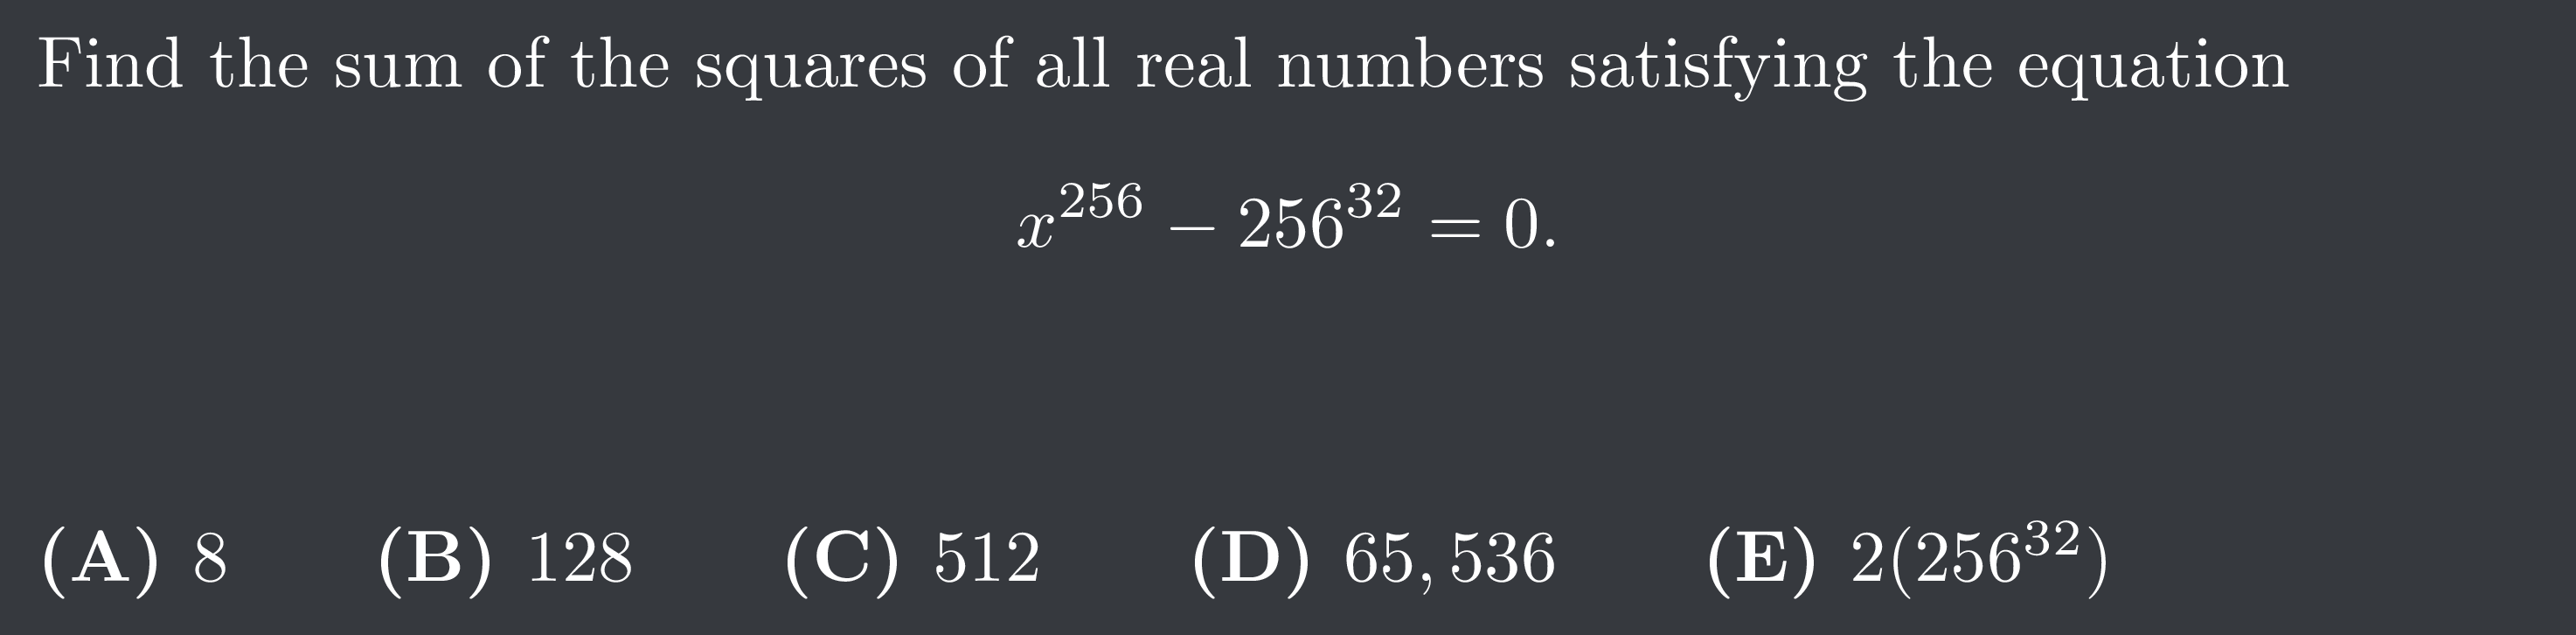 Find the sum of the squares of all real numbers satisfying the equation
x^{256} − 256^{32} = 0.
(A) 8 (B) 128 (C) 512 (D) 65, 536 (E) 2(256^{32})